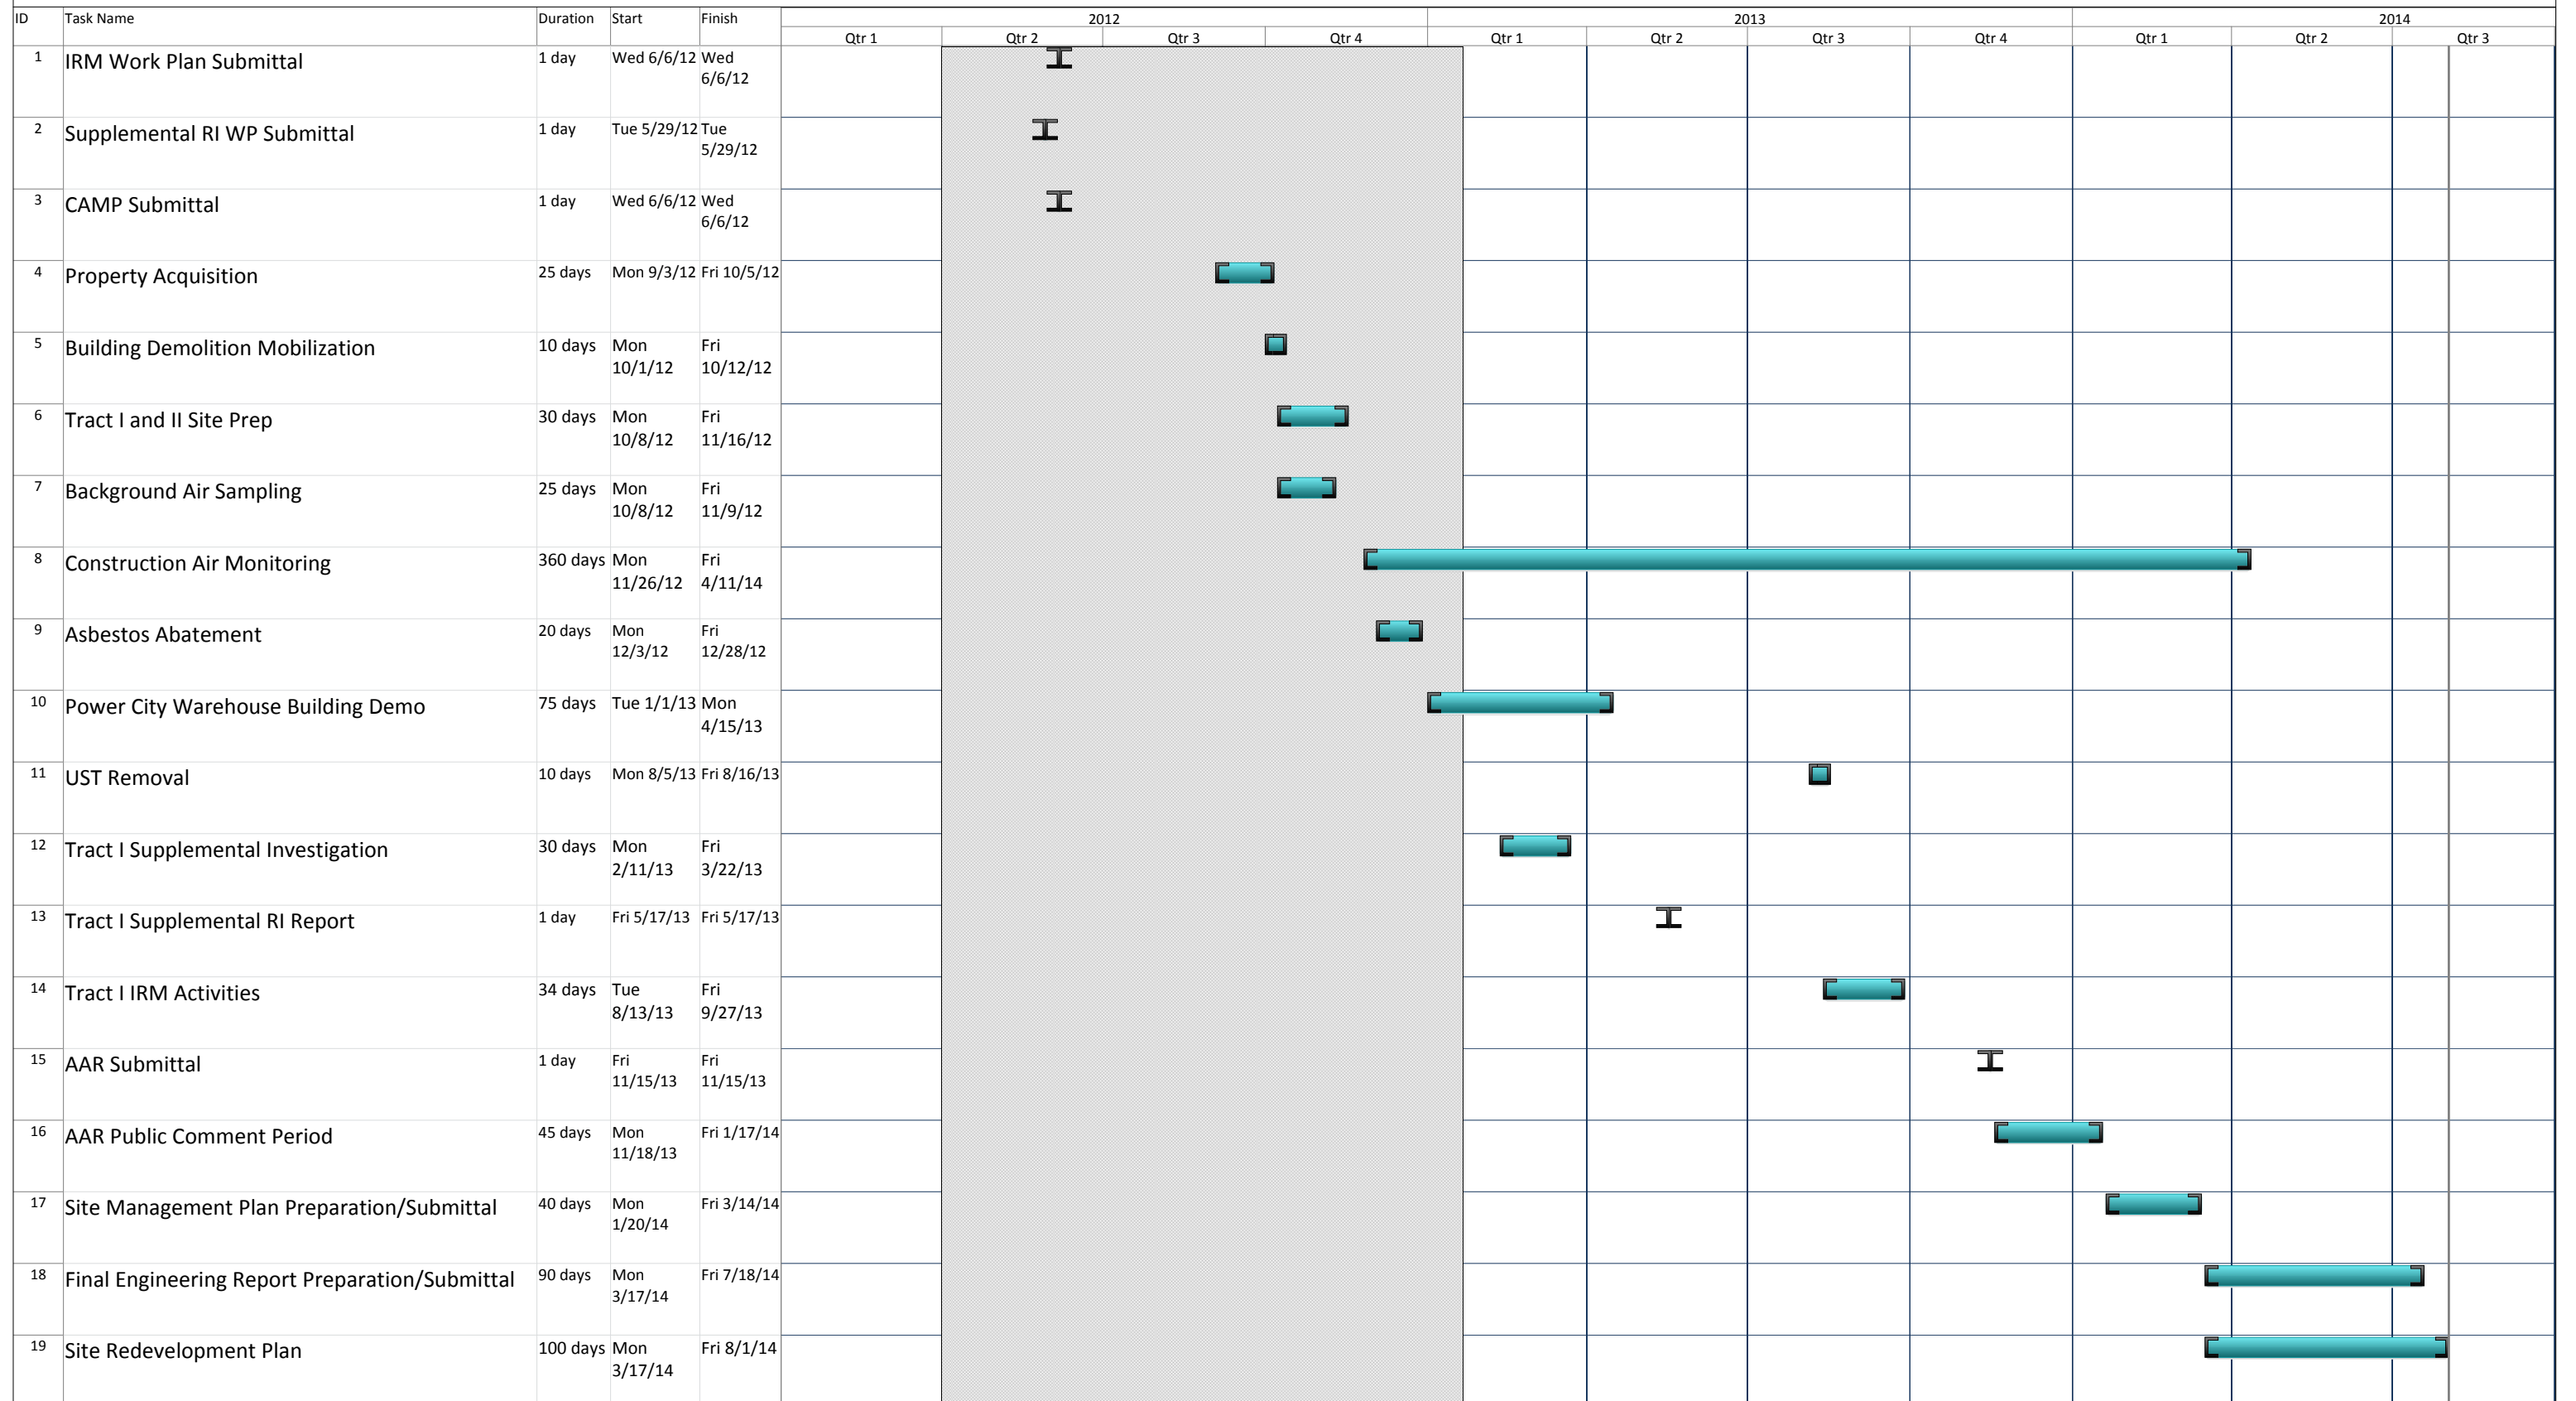 ID Task Name Duration Start Finish 2012 2013 2014
Qtr 1 Qtr 2 Qtr 3 Qtr 4 Qtr 1 Qtr 2 Qtr 3 Qtr 4 Qtr 1 Qtr 2 Qtr 3
1 IRM Work Plan Submittal 1 day Wed 6/6/12 Wed
6/6/12
2 Supplemental RI WP Submittal 1 day Tue 5/29/12 Tue
5/29/12
3 CAMP Submittal 1 day Wed 6/6/12 Wed
6/6/12
4 Property Acquisition 25 days Mon 9/3/12 Fri 10/5/12
5 Building Demolition Mobilization 10 days Mon Fri
10/1/12 10/12/12
6 Tract I and II Site Prep 30 days Mon Fri
10/8/12 11/16/12
7 Background Air Sampling 25 days Mon Fri
10/8/12 11/9/12
8 Construction Air Monitoring 360 days Mon Fri
11/26/12 4/11/14
9 Asbestos Abatement 20 days Mon Fri
12/3/12 12/28/12
10 Power City Warehouse Building Demo 75 days Tue 1/1/13 Mon
4/15/13
11 UST Removal 10 days Mon 8/5/13 Fri 8/16/13
12 Tract I Supplemental Investigation 30 days Mon Fri
2/11/13 3/22/13
13 Tract I Supplemental RI Report 1 day Fri 5/17/13 Fri 5/17/13
14 Tract I IRM Activities 34 days Tue Fri
8/13/13 9/27/13
15 AAR Submittal 1 day Fri Fri
11/15/13 11/15/13
16 AAR Public Comment Period 45 days Mon Fri 1/17/14
11/18/13
17 Site Management Plan Preparation/Submittal 40 days Mon Fri 3/14/14
1/20/14
18 Final Engineering Report Preparation/Submittal 90 days Mon Fri 7/18/14
3/17/14
19 Site Redevelopment Plan 100 days Mon Fri 8/1/14
3/17/14